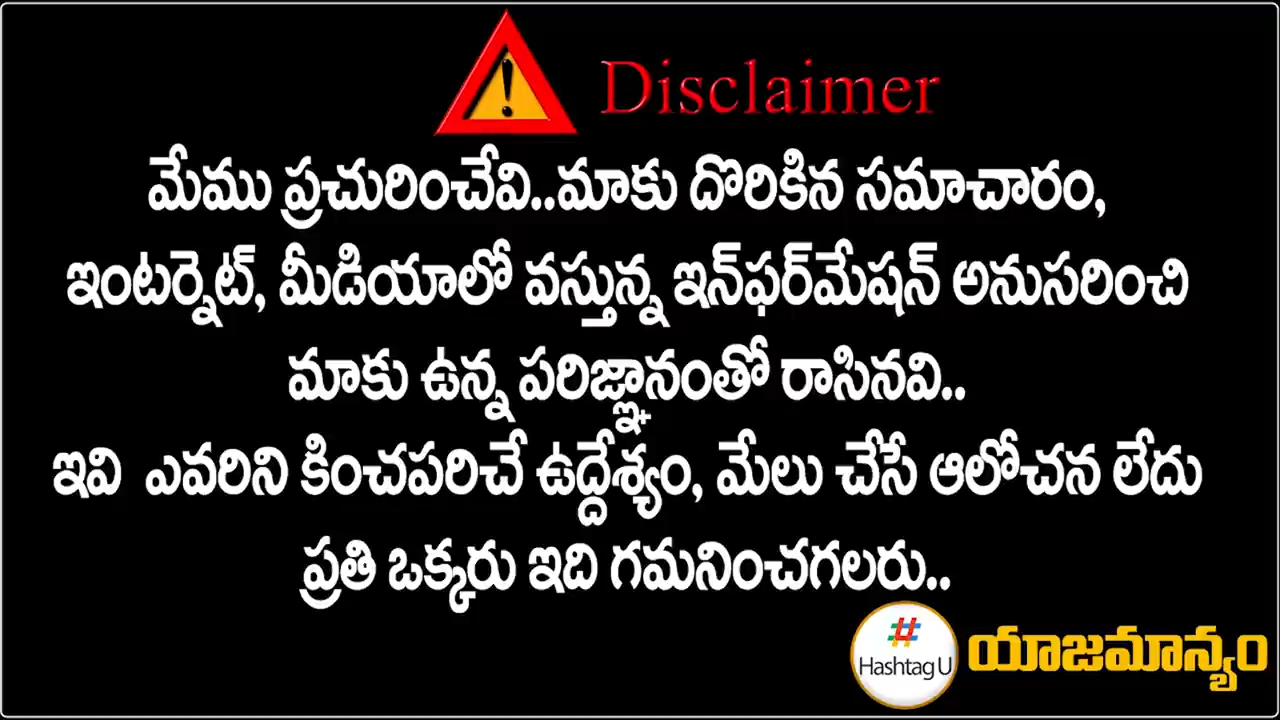 Disclaimer
మేము ప్రచురించేవి..మాకు దొరికిన సమాచారం,
ఇంటర్నెట్, మీడియాలో వస్తున్న ఇన్‌ఫర్‌మేషన్ అనుసరించి
మాకు ఉన్న పరిజ్ఞానంతో రాసినవి..
ఇవి ఎవరిని కించపరిచే ఉద్దేశ్యం, మేలు చేసే ఆలోచన లేదు
ప్రతి ఒక్కరు ఇది గమనించగలరు..
# Hashtag U యాజమాన్యం